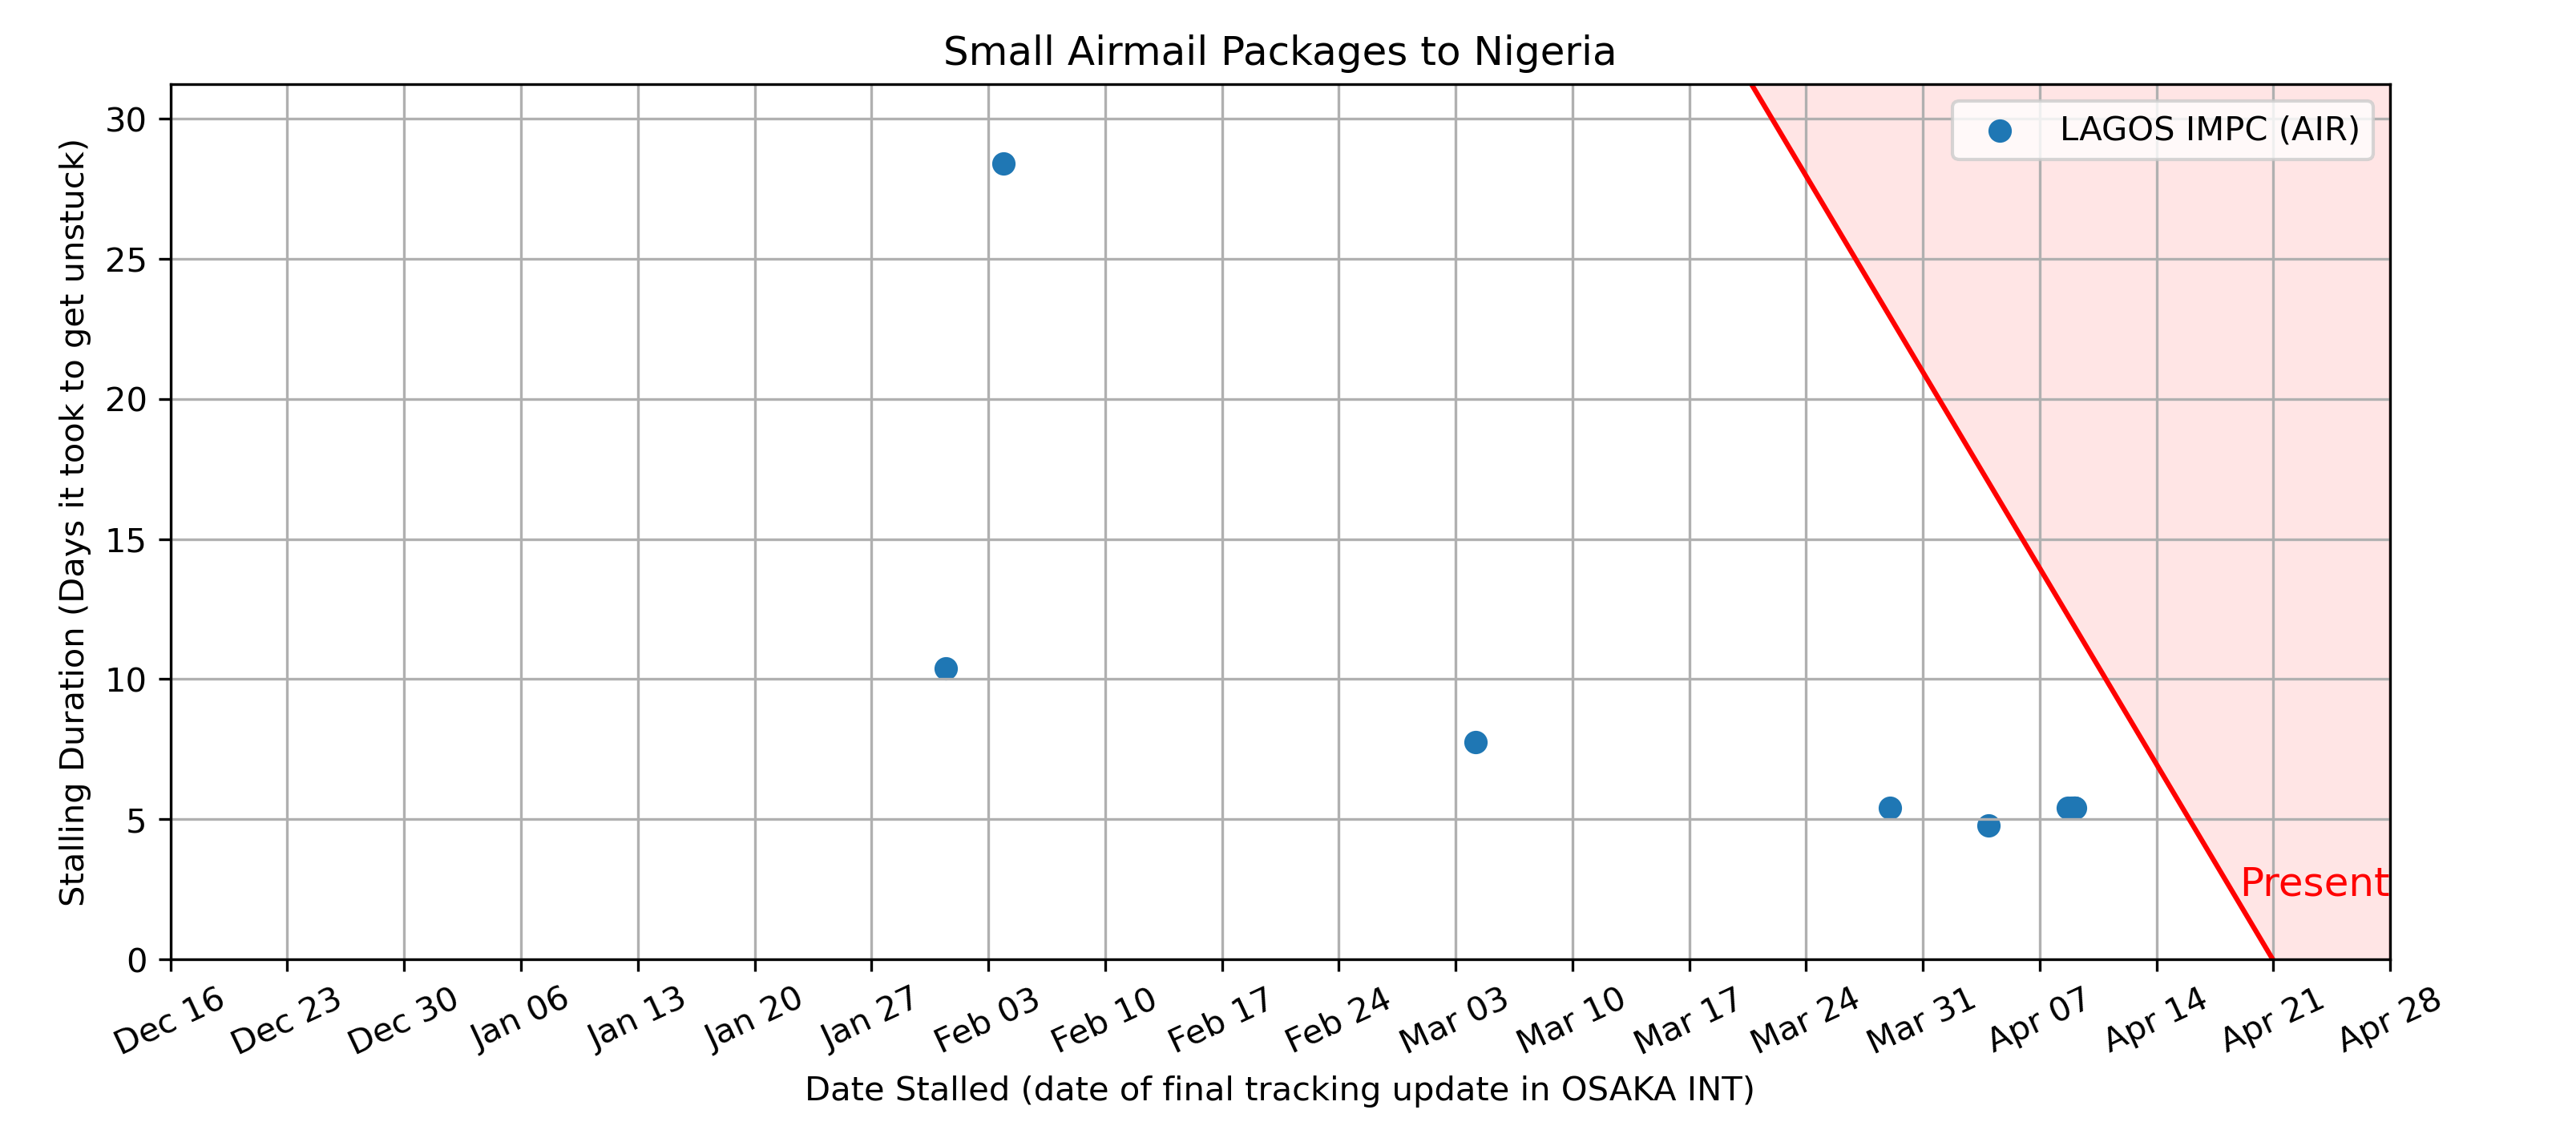 Small Airmail Packages to Nigeria
LAGOS IMPC (AIR)
Stalling Duration (Days it took to get unstuck)
30
25
20
15
10
5
0
Present
Dec 16
Dec 23
Dec 30
Jan 06
Jan 13
Jan 20
Jan 27
Feb 03
Feb 10
Feb 17
Feb 24
Mar 03
Mar 10
Mar 17
Mar 24
Mar 31
Apr 07
Apr 14
Apr 21
Apr 28
Date Stalled (date of final tracking update in OSAKA INT)